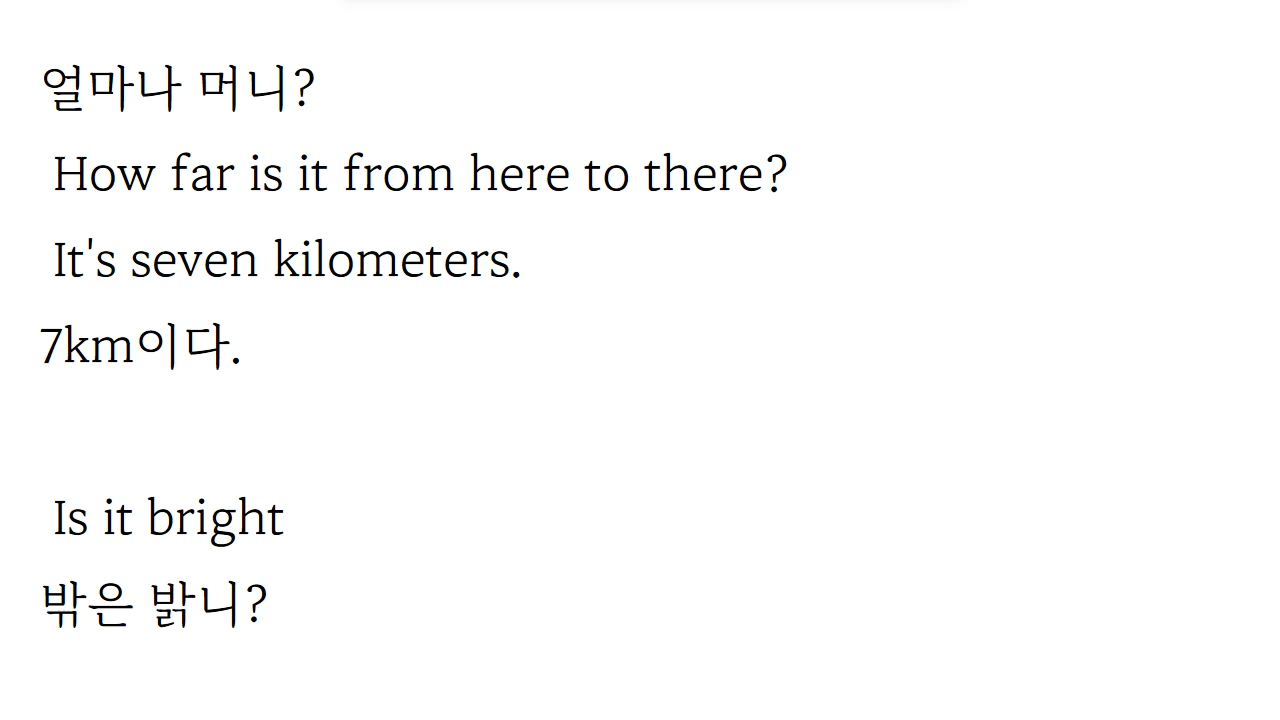 얼마나 머니?
How far is it from here to there?
It's seven kilometers.
7km이다.
Is it bright
밖은 밝니?